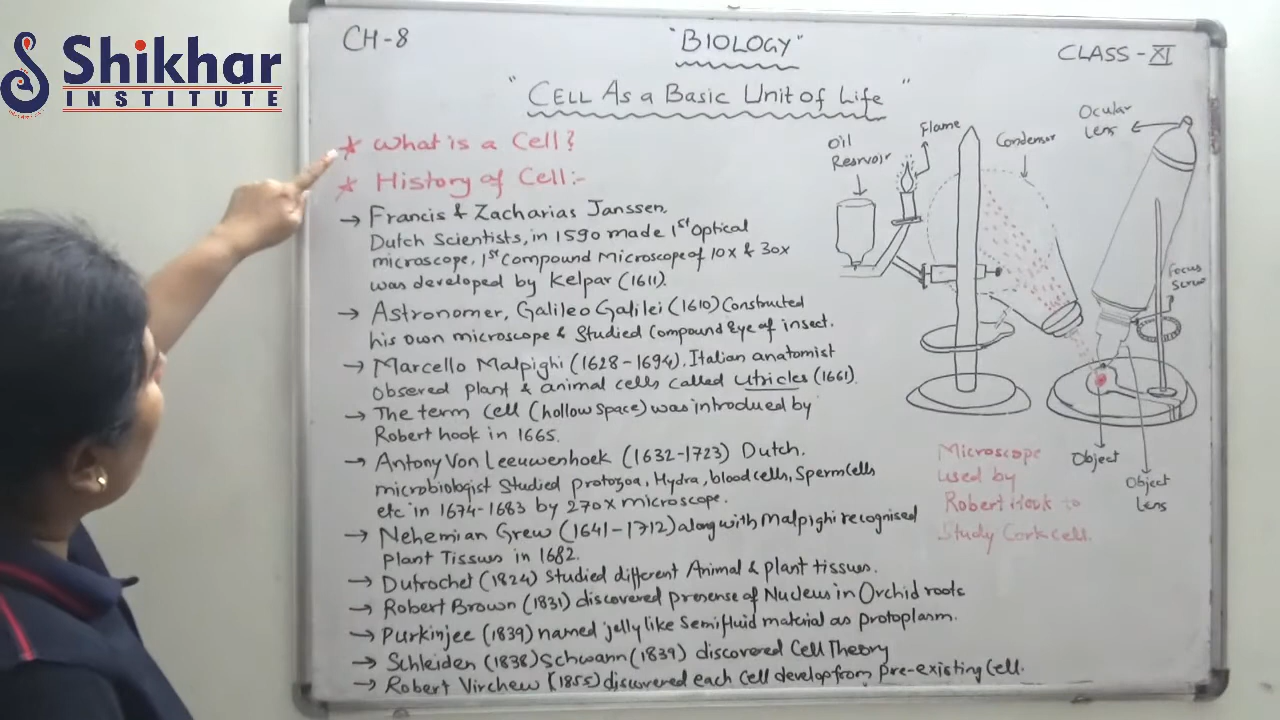 Shikhar
INSTITUTE
CH-8
"BIOLOGY"
CLASS - XI
"CELL As a Basic Unit of Life"
* What is a Cell?
* History of Cell:-
→ Francis & Zacharias Janssen,
Dutch Scientists, in 1590 made 1st Optical
microscope, 1st Compound Microscope of 10x & 30x
was developed by Kelpar (1611).
→ Astronomer, Galileo Galilei (1610) Constructed
his own microscope & Studied Compound Eye of insect.
→ Marcello Malpighi (1628-1694), Italian anatomist
Obsered plant & animal cells called utricles (1661).
→ The term cell (hollow space) was introdued by
Robert hook in 1665.
→ Antony Von Leeuwenhoek (1632-1723) Dutch.
microbiologist Studied protozoa, Hydra, blood cells, Sperm cells
etc in 1674-1683 by 270x microscope.
→ Nehemian Grew (1641-1712) along with Malpighi recognised
Plant Tissues in 1682.
→ Dutrochet (1824) Studied different Animal & plant tissues.
→ Robert Brown (1831) discovered presense of Nucleus in Orchid roots
→ Purkinjee (1839) named jelly like Semifluid material as protoplasm.
→ Schleiden (1838) Schwann (1839) discovered Cell Theory
→ Robert Virchew (1855) discovered each Cell develop from Pre-existing Cell.
Oil
Reservoir
Flame
Condensor
Ocular
Lens
Focus
Screw
Object
Object
Lens
Microscope
used by
Robert Hook to
Study Cork cell.